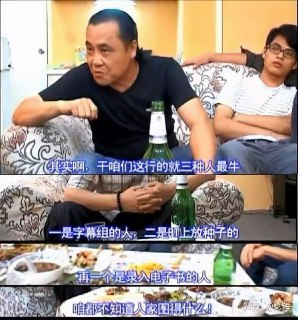 其实啊，干咱们这行的就三种人最牛
一是字幕组的人，二是网上放种子的
再一个是录入电子书的人
咱都不知道人家图得什么！